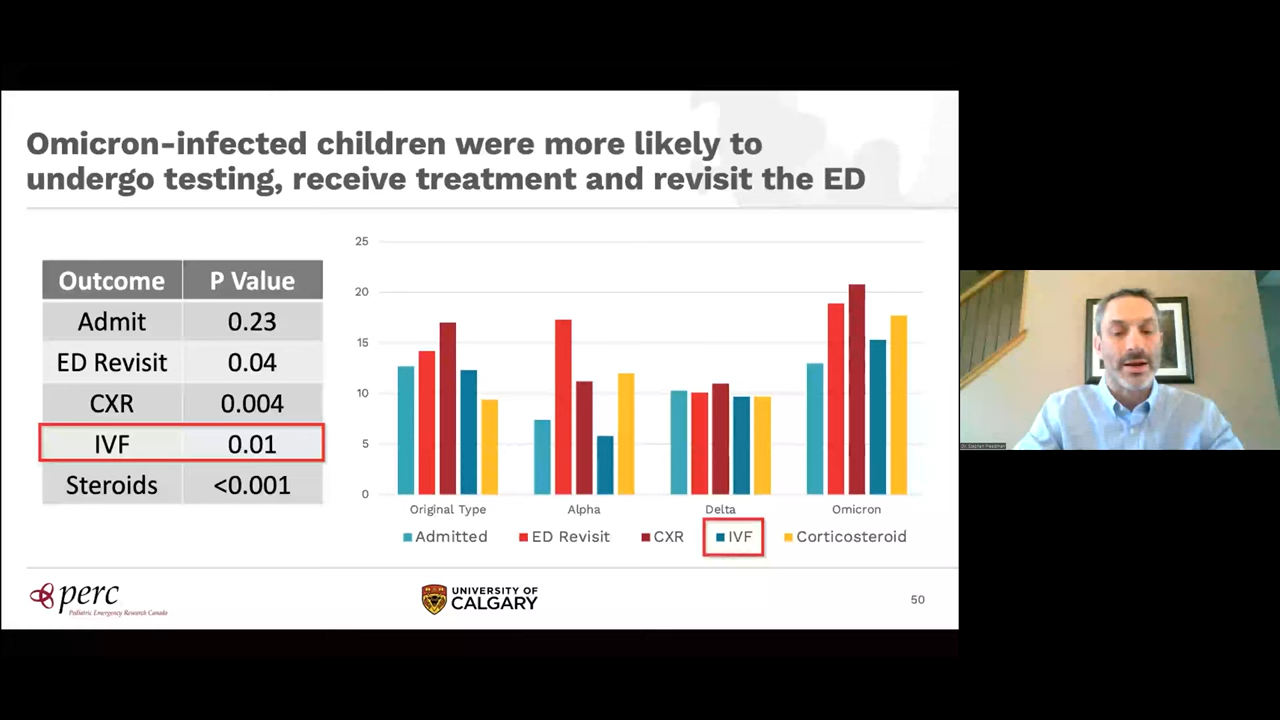 Omicron-infected children were more likely to
undergo testing, receive treatment and revisit the ED
Outcome P Value
Admit 0.23
ED Revisit 0.04
CXR 0.004
IVF 0.01
Steroids <0.001
25
20
15
10
5
0
Original Type Alpha Delta Omicron
Admitted ED Revisit CXR IVF Corticosteroid
perc
Pediatric Emergency Research Canada
UNIVERSITY OF
CALGARY
50